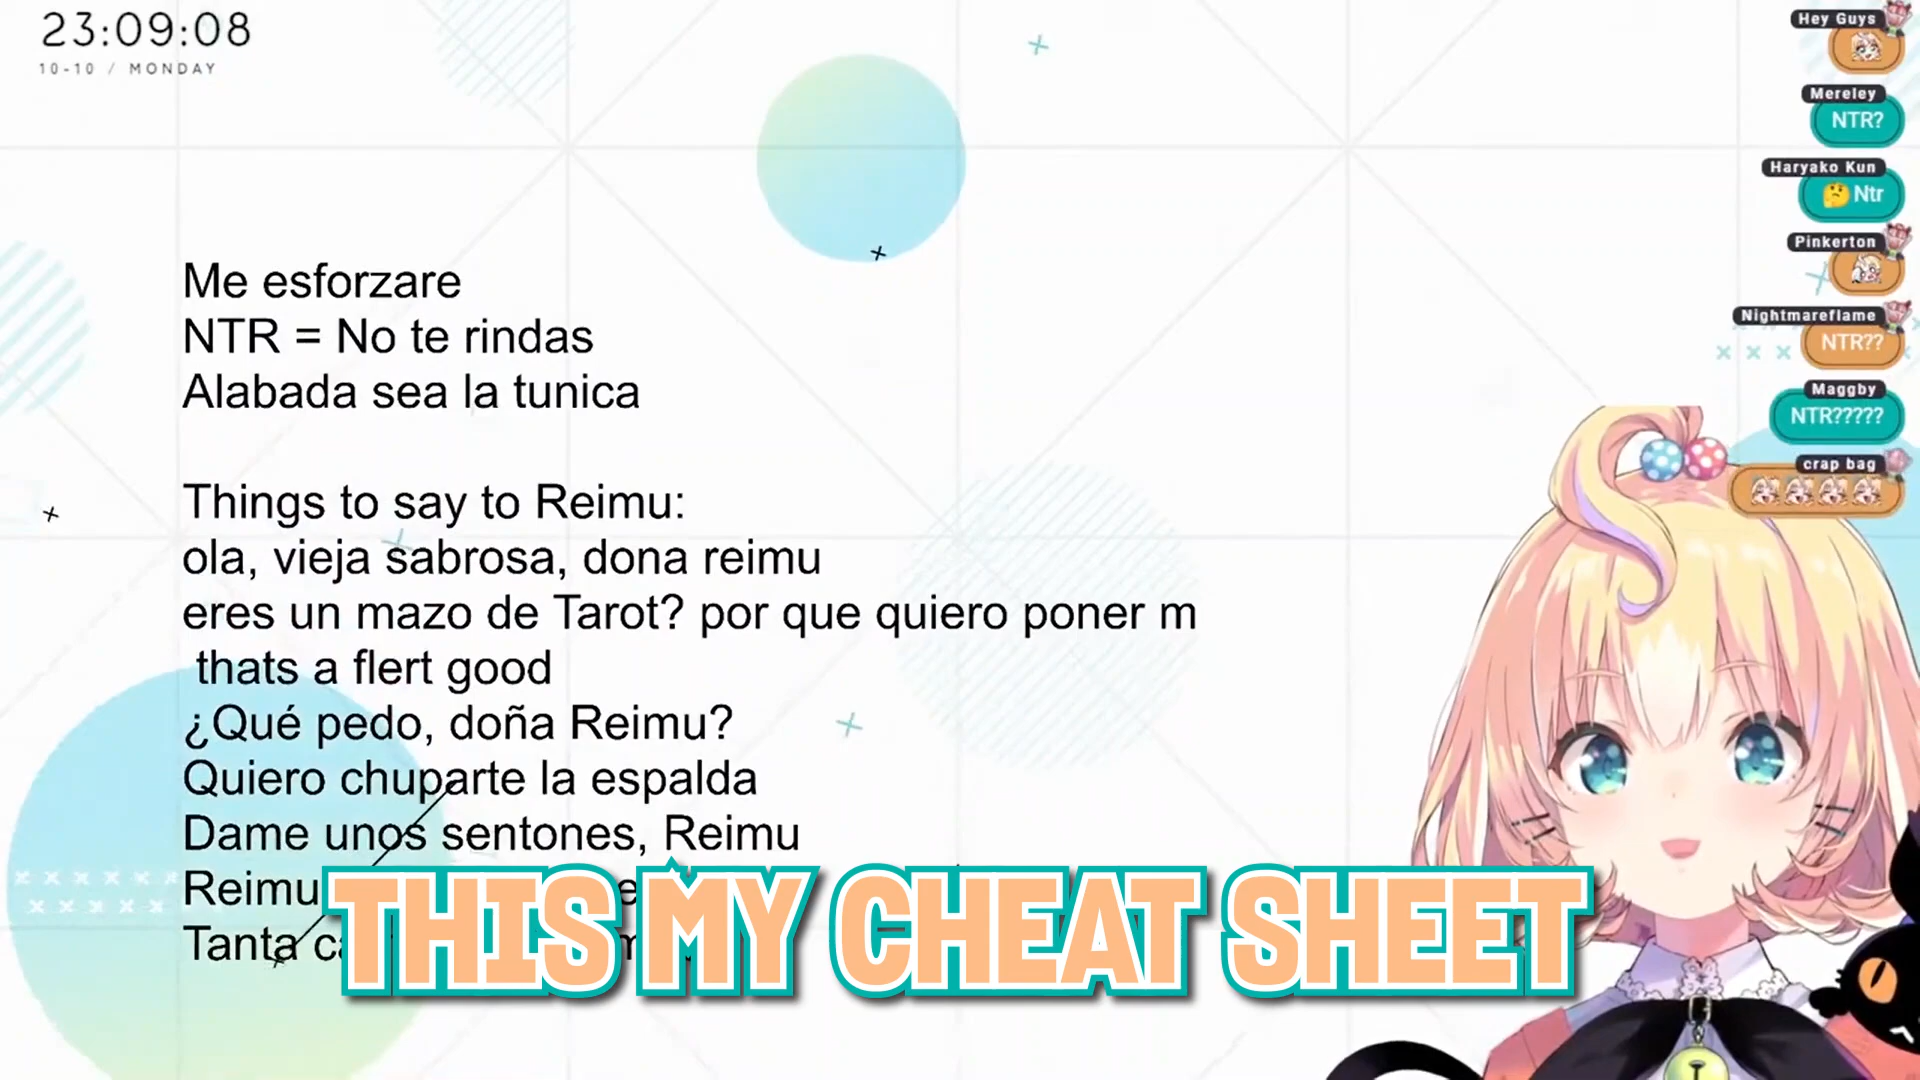 23:09:08
10-10 / MONDAY
Me esforzare
NTR = No te rindas
Alabada sea la tunica
Things to say to Reimu:
ola, vieja sabrosa, dona reimu
eres un mazo de Tarot? por que quiero poner m
thats a flert good
¿Qué pedo, doña Reimu?
Quiero chuparte la espalda
Dame unos sentones, Reimu
Reimu
Tanta
THIS MY CHEAT SHEET
Hey Guys
Mereley
NTR?
Haryako Kun
Ntr
Pinkerton
Nightmareflame
NTR??
Maggby
NTR?????
crap bag